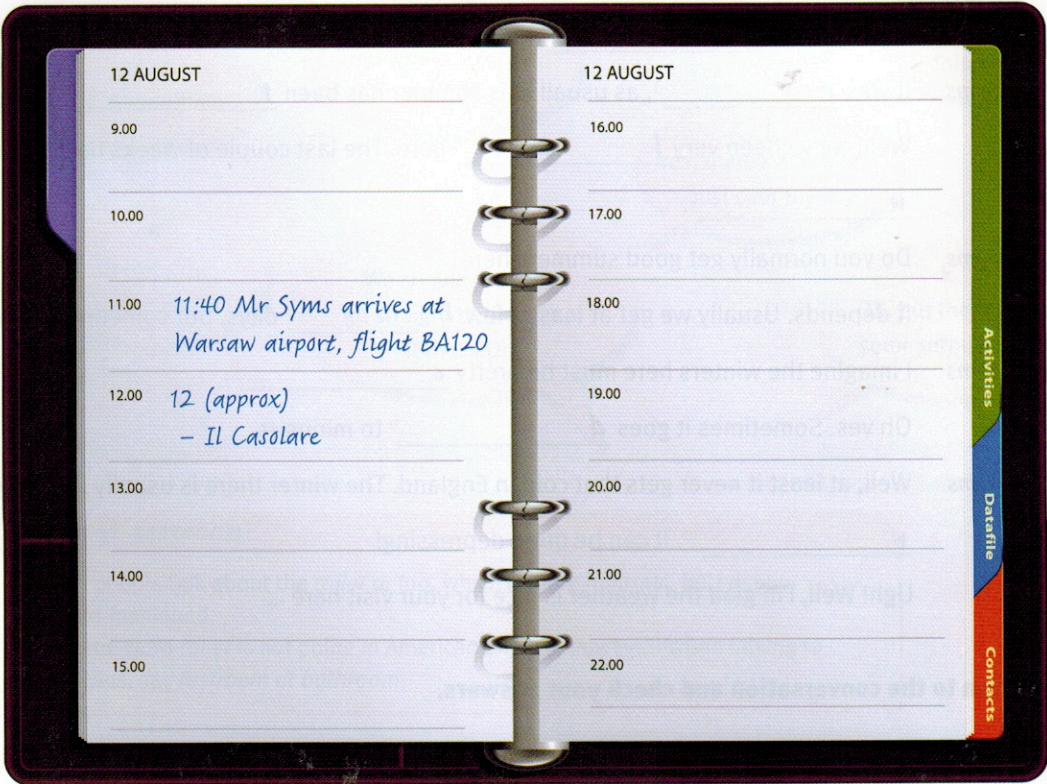 12 AUGUST
9.00
10.00
11.00 11:40 Mr Syms arrives at
Warsaw airport, flight BA120
12.00 12 (approx)
– Il Casolare
13.00
14.00
15.00
12 AUGUST
16.00
17.00
18.00
19.00
20.00
21.00
22.00
Activities
Datafile
Contacts